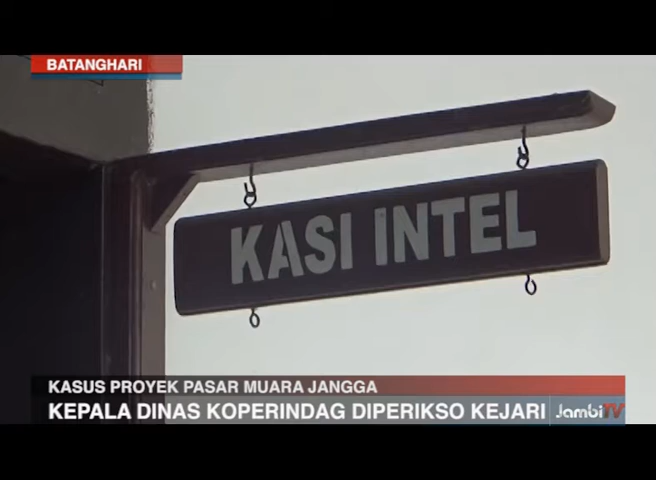 BATANGHARI
KASI INTEL
KASUS PROYEK PASAR MUARA JANGGA
KEPALA DINAS KOPERINDAG DIPERIKSO KEJARI
JambiTV